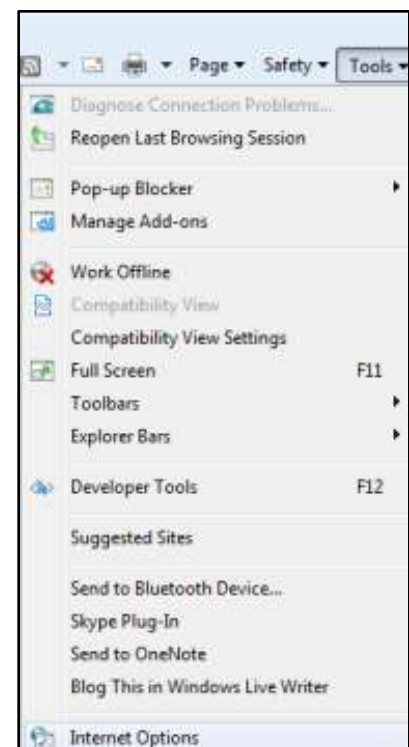 Page Safety Tools
Diagnose Connection Problems...
Reopen Last Browsing Session
Pop-up Blocker
Manage Add-ons
Work Offline
Compatibility View
Compatibility View Settings
Full Screen F11
Toolbars
Explorer Bars
Developer Tools F12
Suggested Sites
Send to Bluetooth Device...
Skype Plug-In
Send to OneNote
Blog This in Windows Live Writer
Internet Options